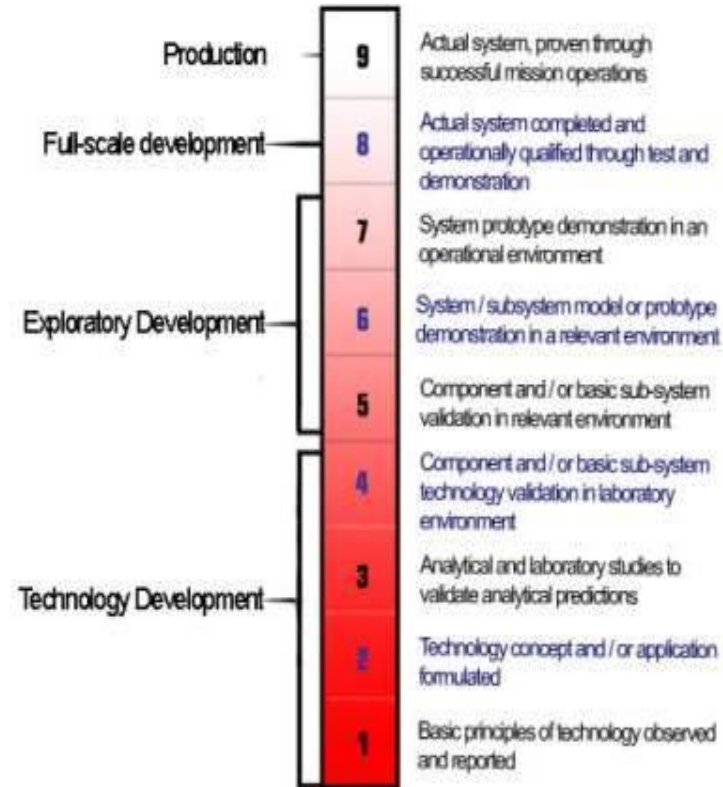 Production
9
Actual system, proven through
successful mission operations
Full-scale development
8
Actual system completed and
operationally qualified through test and
demonstration
7
System prototype demonstration in an
operational environment
Exploratory Development
6
System / subsystem model or prototype
demonstration in a relevant environment
5
Component and / or basic sub-system
validation in relevant environment
4
Component and / or basic sub-system
technology validation in laboratory
environment
Technology Development
3
Analytical and laboratory studies to
validate analytical predictions
2
Technology concept and / or application
formulated
1
Basic principles of technology observed
and reported